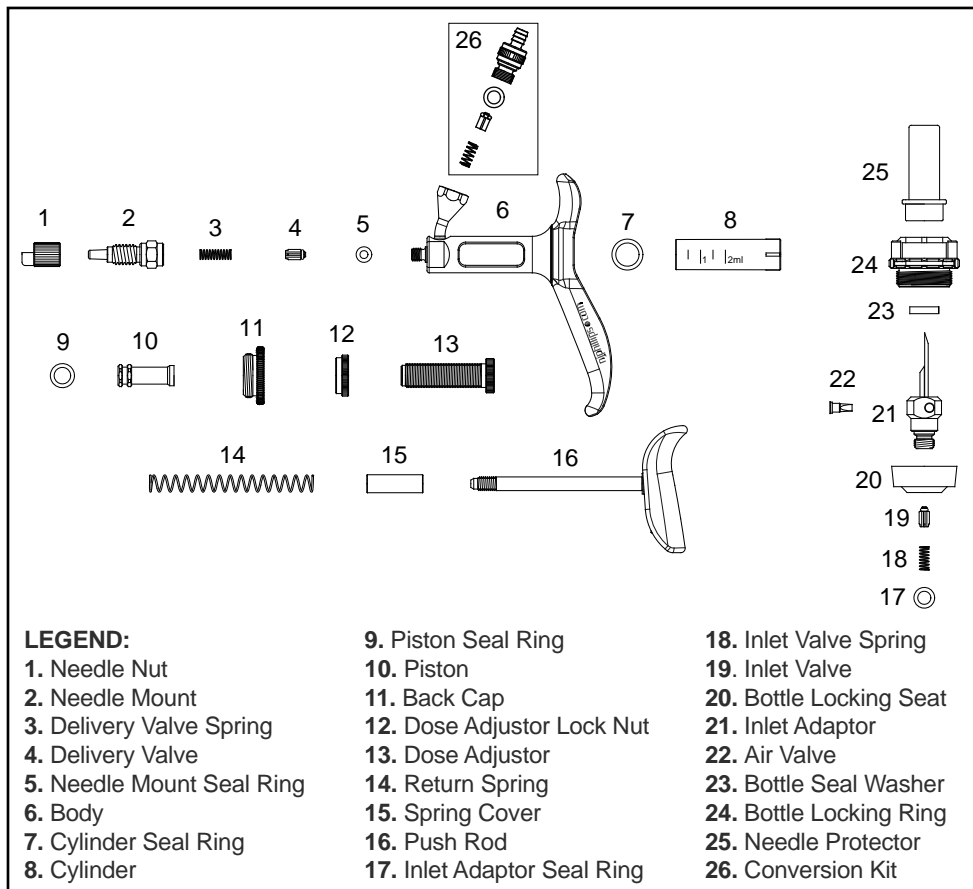 26
25
1
2
3
4
5
6
7
8
1
2ml
24
23
9
10
11
12
13
22
21
14
15
16
20
19
18
17
LEGEND:
1. Needle Nut
2. Needle Mount
3. Delivery Valve Spring
4. Delivery Valve
5. Needle Mount Seal Ring
6. Body
7. Cylinder Seal Ring
8. Cylinder
9. Piston Seal Ring
10. Piston
11. Back Cap
12. Dose Adjustor Lock Nut
13. Dose Adjustor
14. Return Spring
15. Spring Cover
16. Push Rod
17. Inlet Adaptor Seal Ring
18. Inlet Valve Spring
19. Inlet Valve
20. Bottle Locking Seat
21. Inlet Adaptor
22. Air Valve
23. Bottle Seal Washer
24. Bottle Locking Ring
25. Needle Protector
26. Conversion Kit